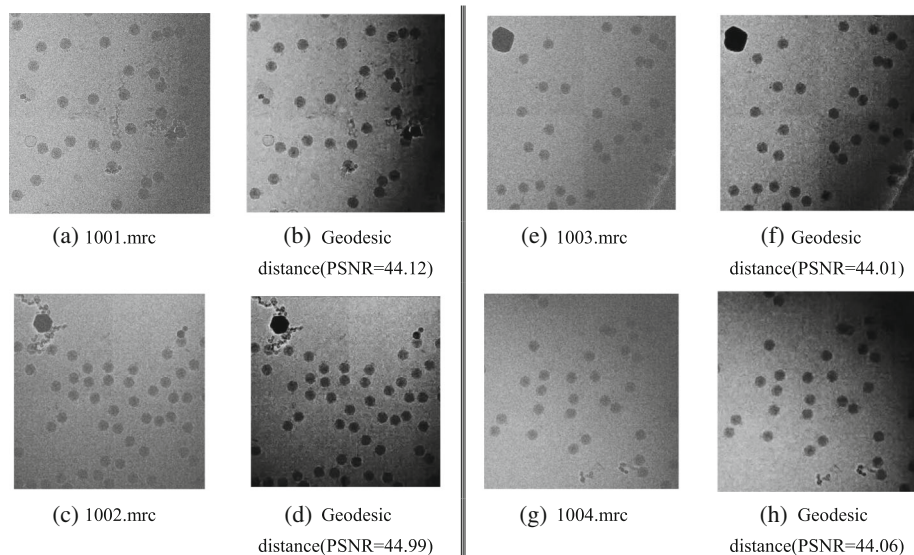 (a) 1001.mrc
(b) Geodesic
distance(PSNR=44.12)
(c) 1002.mrc
(d) Geodesic
distance(PSNR=44.99)
(e) 1003.mrc
(f) Geodesic
distance(PSNR=44.01)
(g) 1004.mrc
(h) Geodesic
distance(PSNR=44.06)